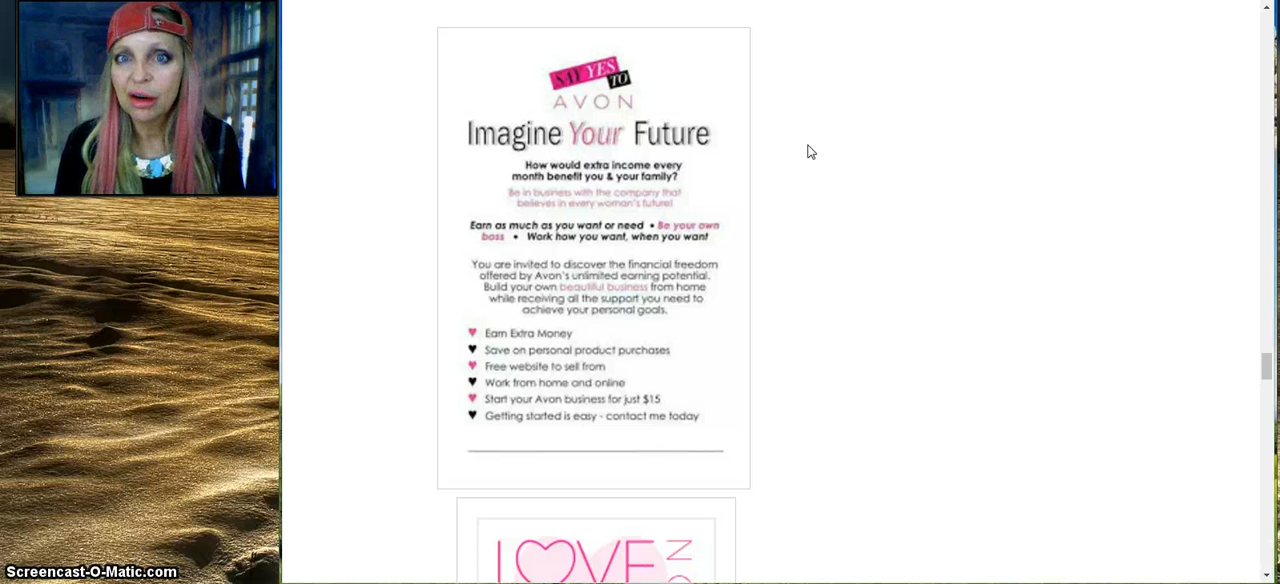 SAY YES
TO
AVON
Imagine Your Future
How would extra income every
month benefit you & your family?
Be in business with the company that
believes in every woman's future!
Earn as much as you want or need • Be your own
boss • Work how you want, when you want
You are invited to discover the financial freedom
offered by Avon's unlimited earning potential.
Build your own beautiful business from home
while receiving all the support you need to
achieve your personal goals.
Earn Extra Money
Save on personal product purchases
Free website to sell from
Work from home and online
Start your Avon business for just $15
Getting started is easy - contact me today
LOVE
Screencast-O-Matic.com